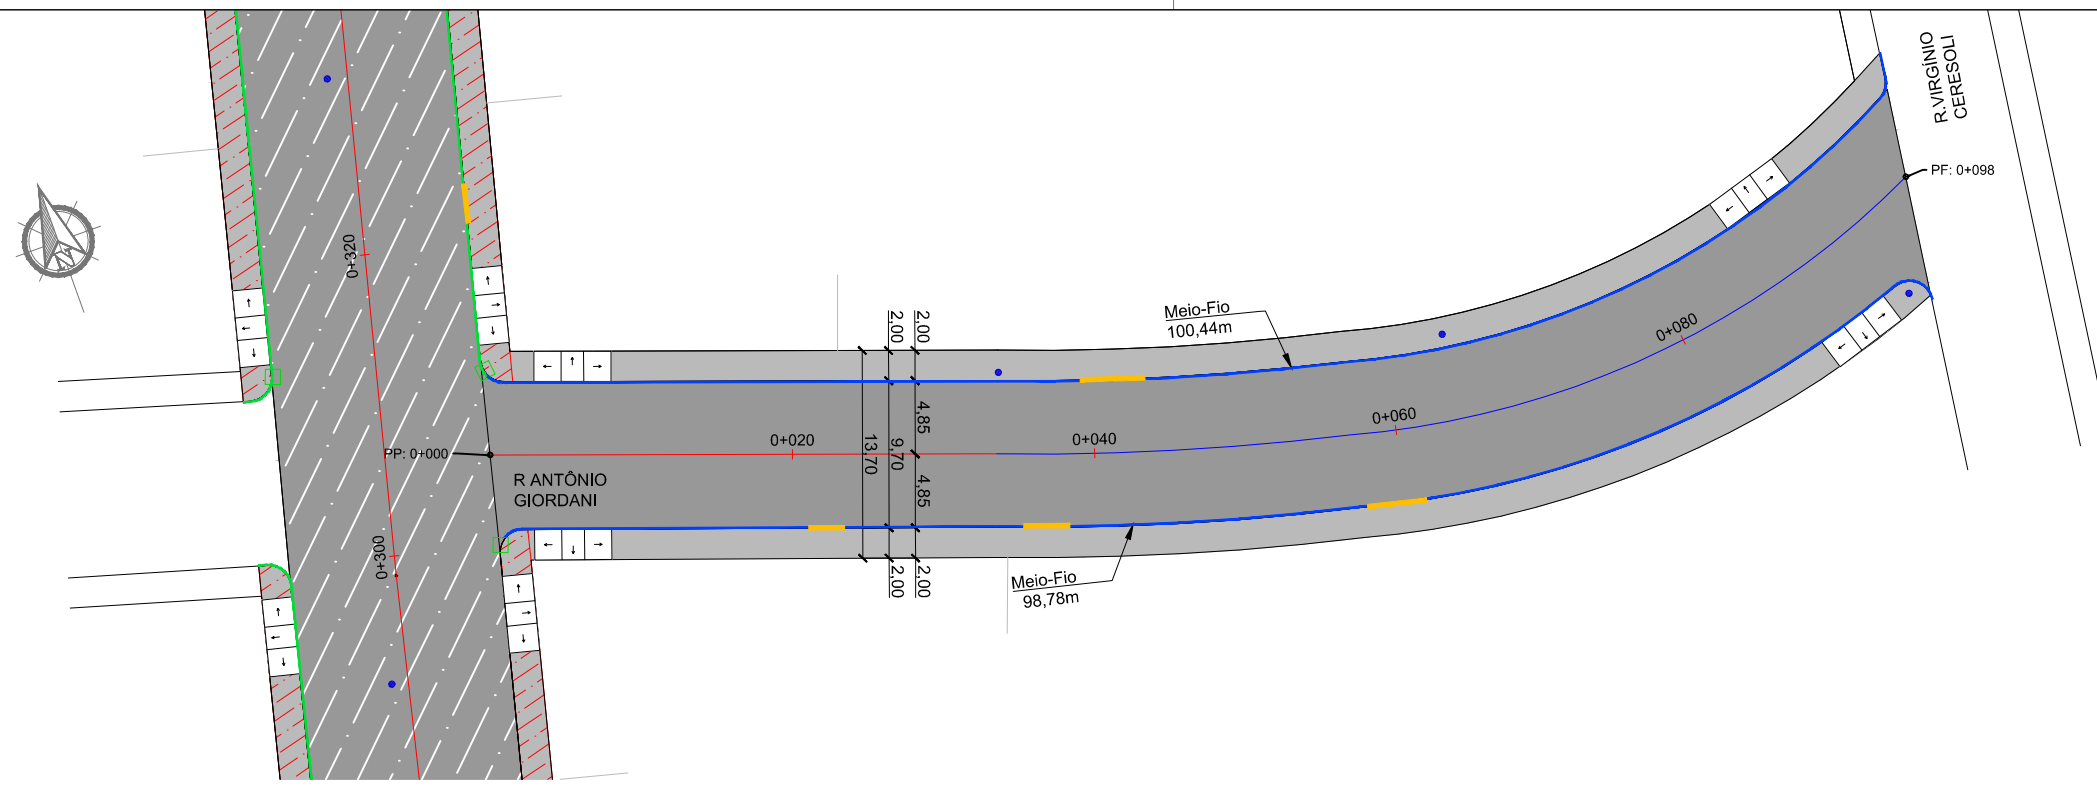 R.VIRGÍNIO
CERESOLI
PF: 0+098
0+320
Meio-Fio
100,44m
2,00
2,00
0+080
4,85
0+060
0+020
0+040
13,70
9,70
PP: 0+000
R ANTÔNIO
GIORDANI
4,85
0+300
2,00
2,00
Meio-Fio
98,78m